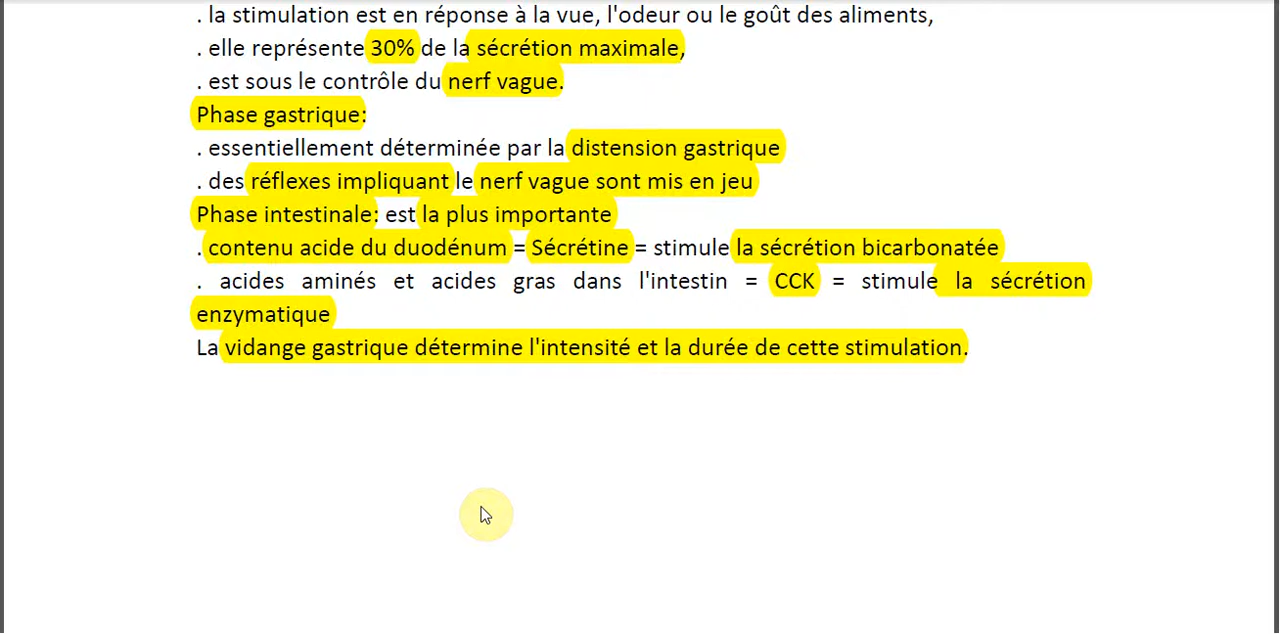 . la stimulation est en réponse à la vue, l'odeur ou le goût des aliments,
. elle représente 30% de la sécrétion maximale,
. est sous le contrôle du nerf vague.
Phase gastrique:
. essentiellement déterminée par la distension gastrique
. des réflexes impliquant le nerf vague sont mis en jeu
Phase intestinale: est la plus importante
. contenu acide du duodénum = Sécrétine = stimule la sécrétion bicarbonatée
. acides aminés et acides gras dans l'intestin = CCK = stimule la sécrétion
enzymatique
La vidange gastrique détermine l'intensité et la durée de cette stimulation.